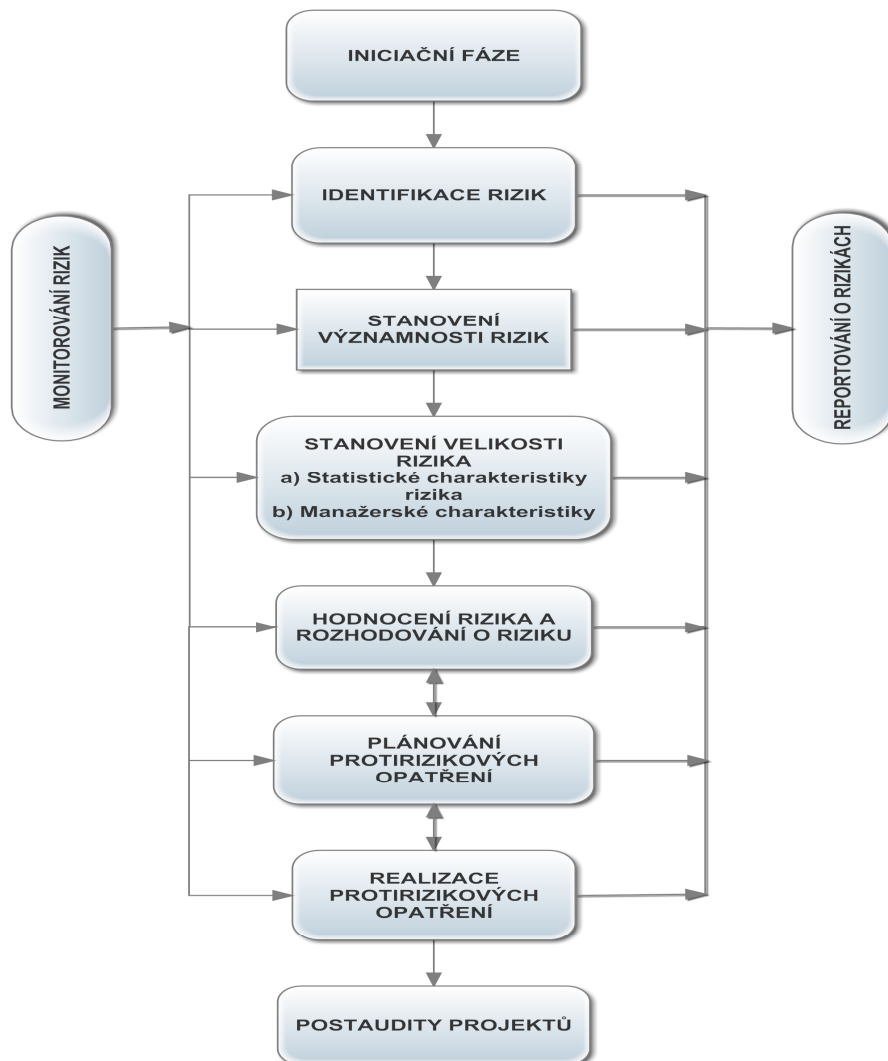 INICIAČNÍ FÁZE
IDENTIFIKACE RIZIK
MONITOROVÁNÍ RIZIK
REPORTOVÁNÍ O RIZIKÁCH
STANOVENÍ
VÝZNAMNOSTI RIZIK
STANOVENÍ VELIKOSTI
RIZIKA
a) Statistické charakteristiky
rizika
b) Manažerské charakteristiky
HODNOCENÍ RIZIKA A
ROZHODOVÁNÍ O RIZIKU
PLÁNOVÁNÍ
PROTIRIZIKOVÝCH
OPATŘENÍ
REALIZACE
PROTIRIZIKOVÝCH
OPATŘENÍ
POSTAUDITY PROJEKTŮ